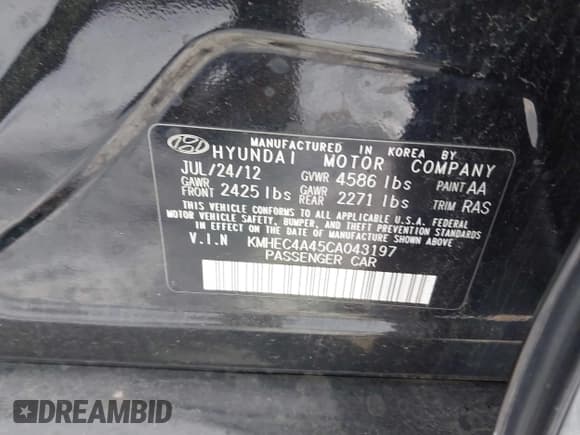 MANUFACTURED IN KOREA BY
HYUNDAI MOTOR COMPANY
JUL/24/12 GVWR 4586 lbs PAINT AA
GAWR FRONT 2425 lbs GAWR REAR 2271 lbs TRIM RAS
THIS VEHICLE CONFORMS TO ALL APPLICABLE U.S.A. FEDERAL
MOTOR VEHICLE SAFETY, BUMPER, AND THEFT PREVENTION STANDARDS
IN EFFECT ON THE DATE OF MANUFACTURE SHOWN ABOVE
V.I.N KMHEC4A45CA043197
PASSENGER CAR
DREAMBID